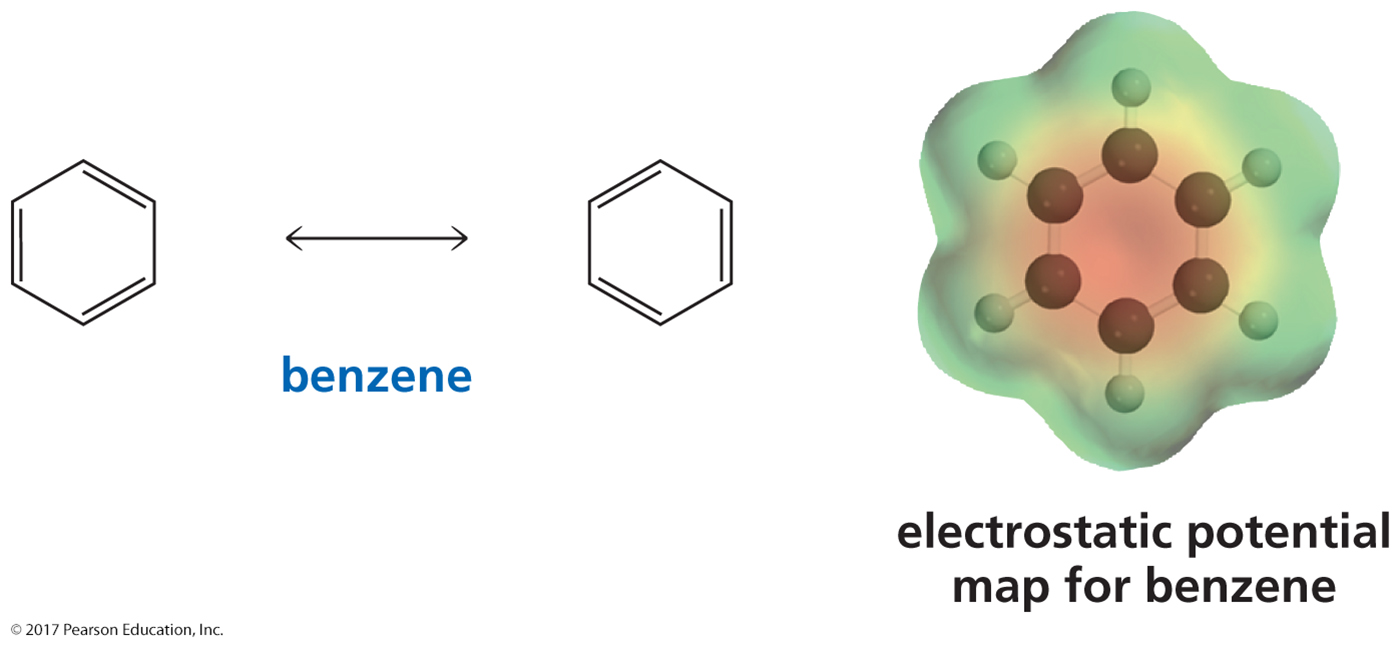 benzene
electrostatic potential
map for benzene
© 2017 Pearson Education, Inc.